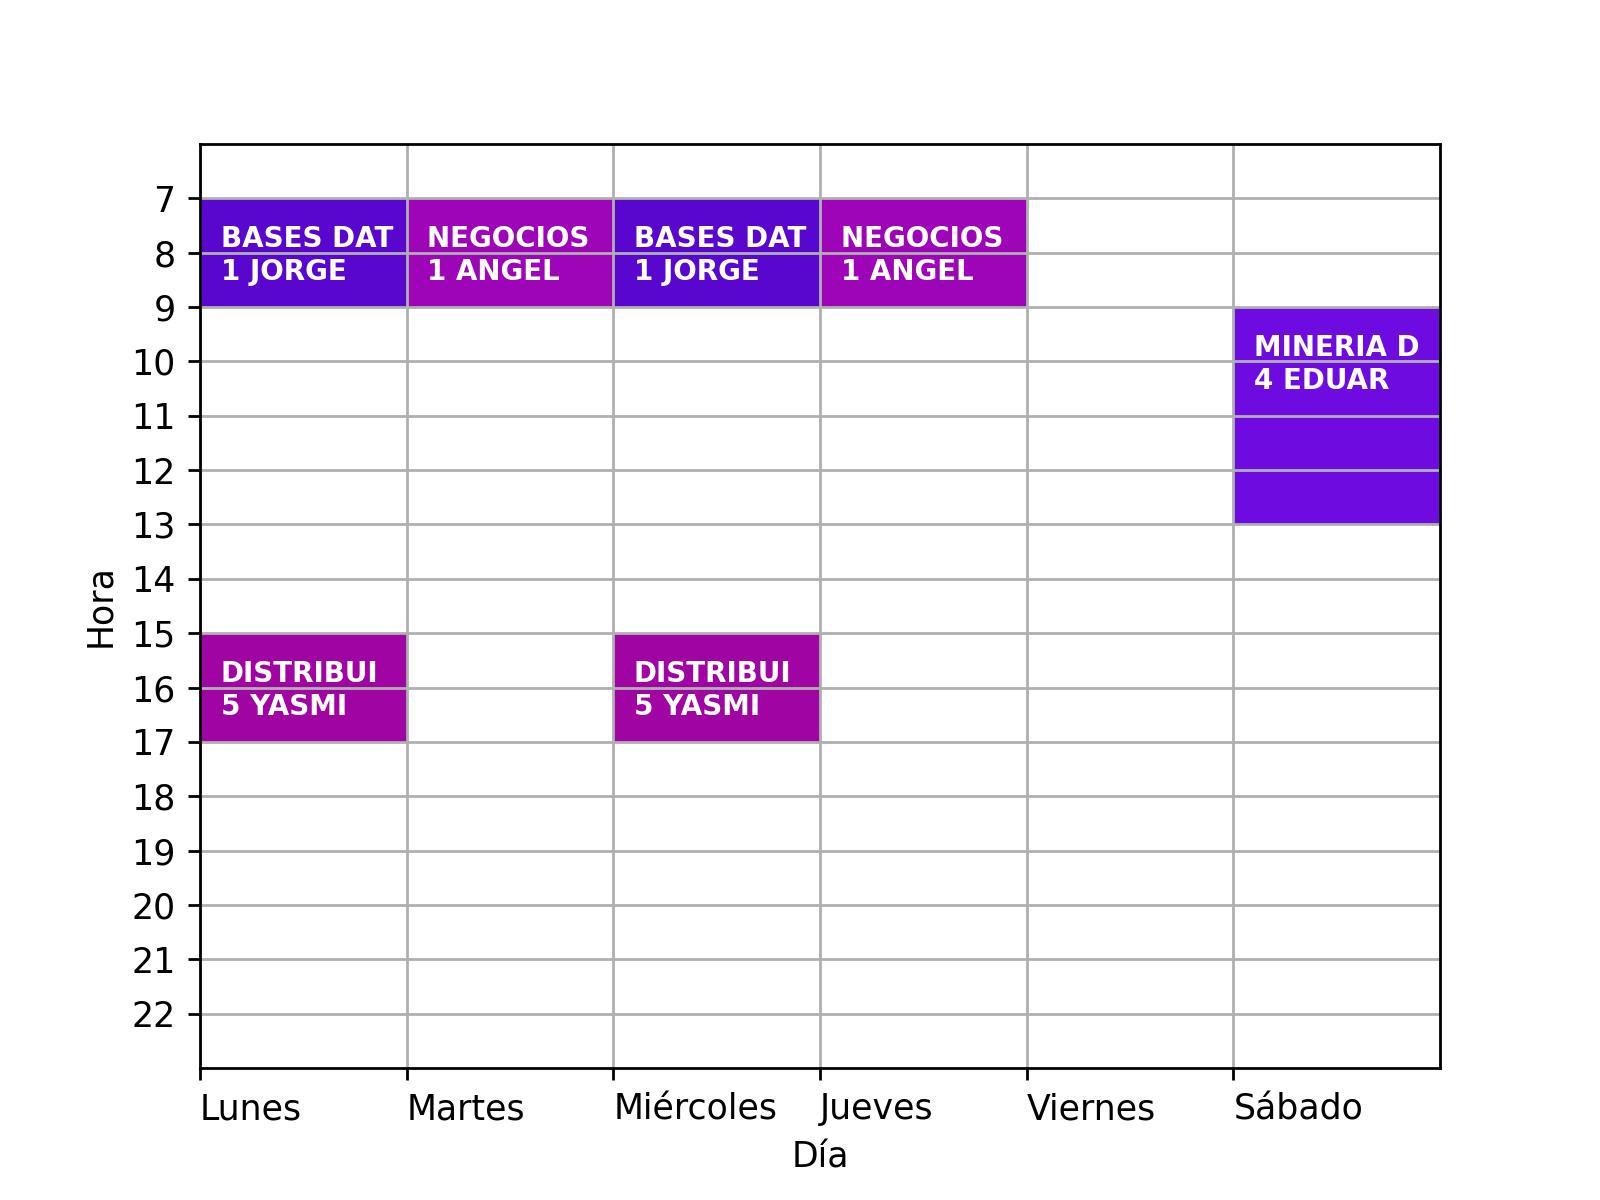 7
8
9
10
11
12
13
14
15
16
17
18
19
20
21
22
Hora
BASES DAT
1 JORGE
NEGOCIOS
1 ANGEL
BASES DAT
1 JORGE
NEGOCIOS
1 ANGEL
MINERIA D
4 EDUAR
DISTRIBUI
5 YASMI
DISTRIBUI
5 YASMI
Lunes Martes Miércoles Jueves Viernes Sábado
Día